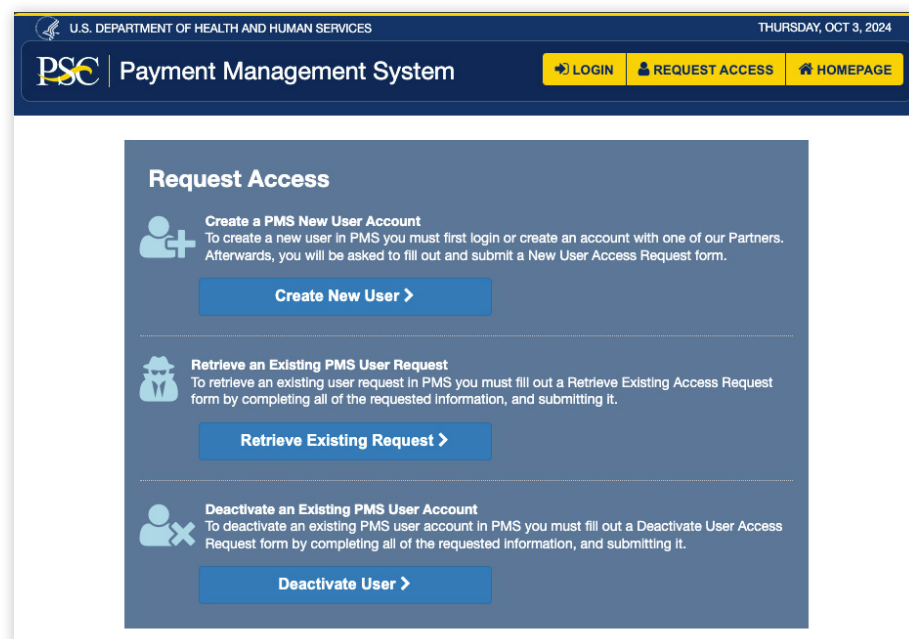 U.S. DEPARTMENT OF HEALTH AND HUMAN SERVICES
THURSDAY, OCT 3, 2024
PSC
Payment Management System
LOGIN
REQUEST ACCESS
HOMEPAGE
Request Access
Create a PMS New User Account
To create a new user in PMS you must first login or create an account with one of our Partners.
Afterwards, you will be asked to fill out and submit a New User Access Request form.
Create New User
Retrieve an Existing PMS User Request
To retrieve an existing user request in PMS you must fill out a Retrieve Existing Access Request
form by completing all of the requested information, and submitting it.
Retrieve Existing Request
Deactivate an Existing PMS User Account
To deactivate an existing PMS user account in PMS you must fill out a Deactivate User Access
Request form by completing all of the requested information, and submitting it.
Deactivate User